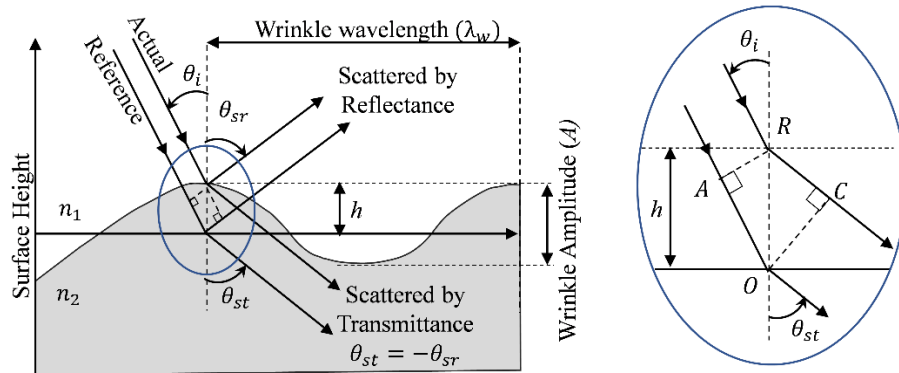 Wrinkle wavelength (λ_w)
Actual
Reference
θ_i
θ_sr
Scattered by
Reflectance
Surface Height
n_1
n_2
h
Wrinkle Amplitude (A)
θ_st
Scattered by
Transmittance
θ_st = −θ_sr
θ_i
R
A
C
h
O
θ_st